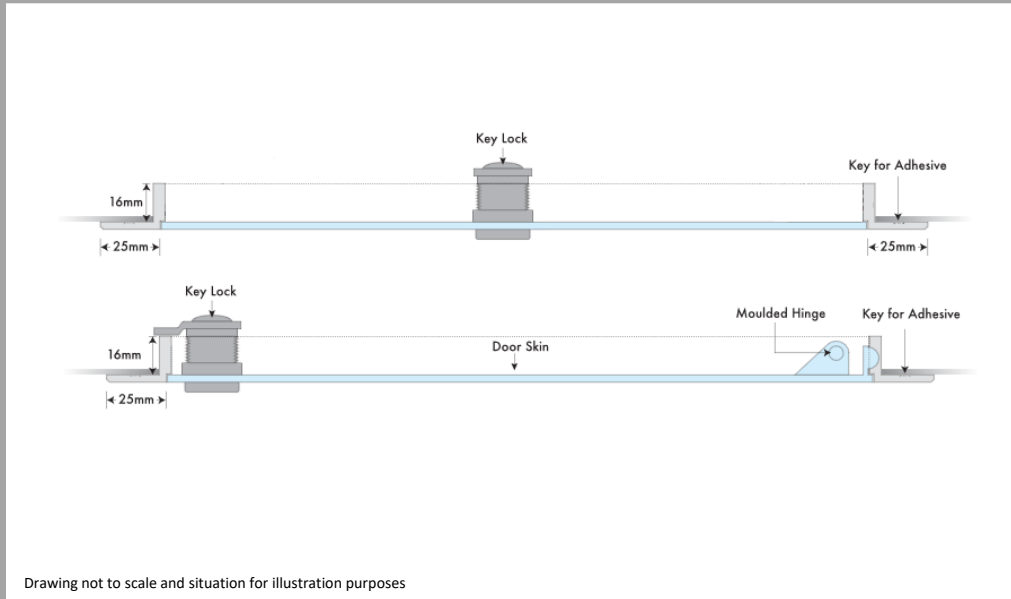 Key Lock
Key for Adhesive
16mm
25mm
25mm
Key Lock
Moulded Hinge
Key for Adhesive
Door Skin
16mm
25mm
Drawing not to scale and situation for illustration purposes